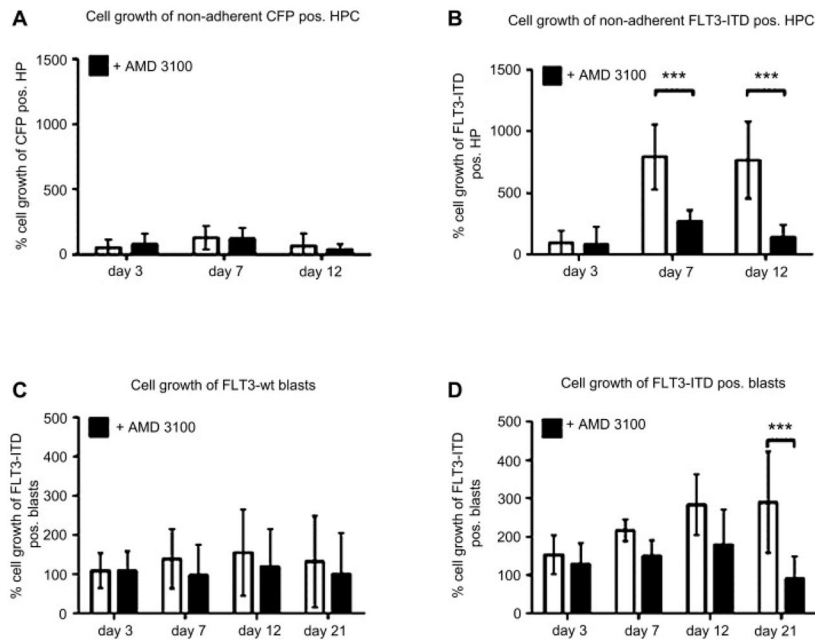 A
Cell growth of non-adherent CFP pos. HPC
+ AMD 3100
% cell growth of CFP pos. HP
1500
1000
500
0
day 3
day 7
day 12
B
Cell growth of non-adherent FLT3-ITD pos. HPC
+ AMD 3100
% cell growth of FLT3-ITD
pos. HP
1500
1000
500
0
***
***
day 3
day 7
day 12
C
Cell growth of FLT3-wt blasts
+ AMD 3100
% cell growth of FLT3-ITD
pos. blasts
500
400
300
200
100
0
day 3
day 7
day 12
day 21
D
Cell growth of FLT3-ITD pos. blasts
+ AMD 3100
% cell growth of FLT3-ITD
pos. blasts
500
400
300
200
100
0
***
day 3
day 7
day 12
day 21